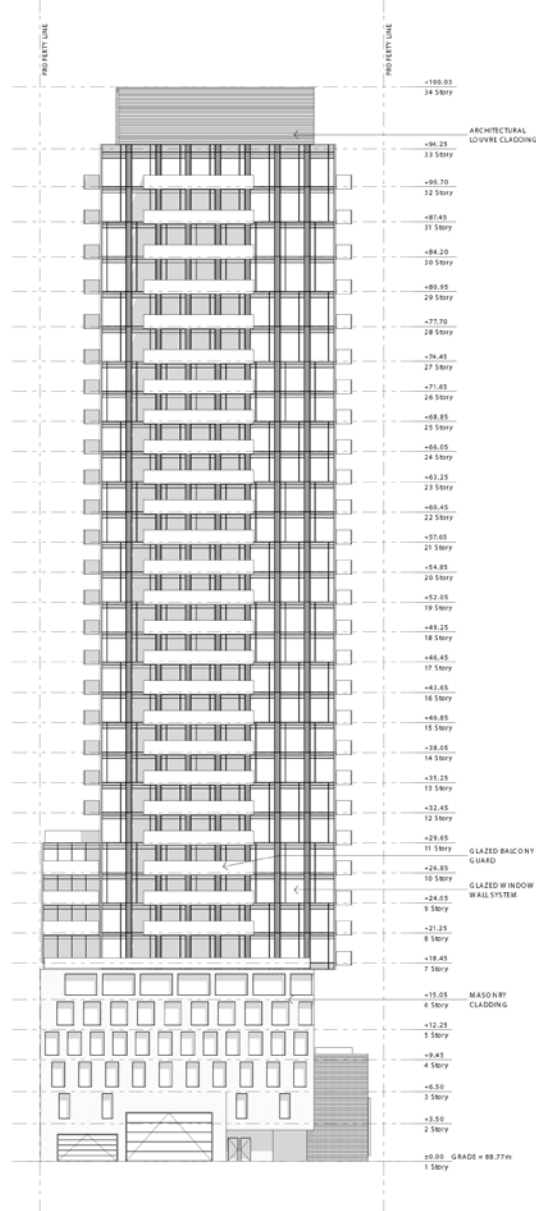 PROPERTY LINE
PROPERTY LINE
+100.03
34 Story
ARCHITECTURAL
LOUVRE CLADDING
+94.25
33 Story
+90.70
32 Story
+87.45
31 Story
+84.20
30 Story
+80.95
29 Story
+77.70
28 Story
+74.45
27 Story
+71.65
26 Story
+68.85
25 Story
+66.05
24 Story
+63.25
23 Story
+60.45
22 Story
+57.65
21 Story
+54.85
20 Story
+52.05
19 Story
+49.25
18 Story
+46.45
17 Story
+43.65
16 Story
+40.85
15 Story
+38.05
14 Story
+35.25
13 Story
+32.45
12 Story
+29.65
11 Story
GLAZED BALCONY
GUARD
+26.85
10 Story
GLAZED WINDOW
WALL SYSTEM
+24.05
9 Story
+21.25
8 Story
+18.45
7 Story
+15.05
6 Story
MASONRY
CLADDING
+12.25
5 Story
+9.45
4 Story
+6.50
3 Story
+3.50
2 Story
±0.00 GRADE = 88.77m
1 Story